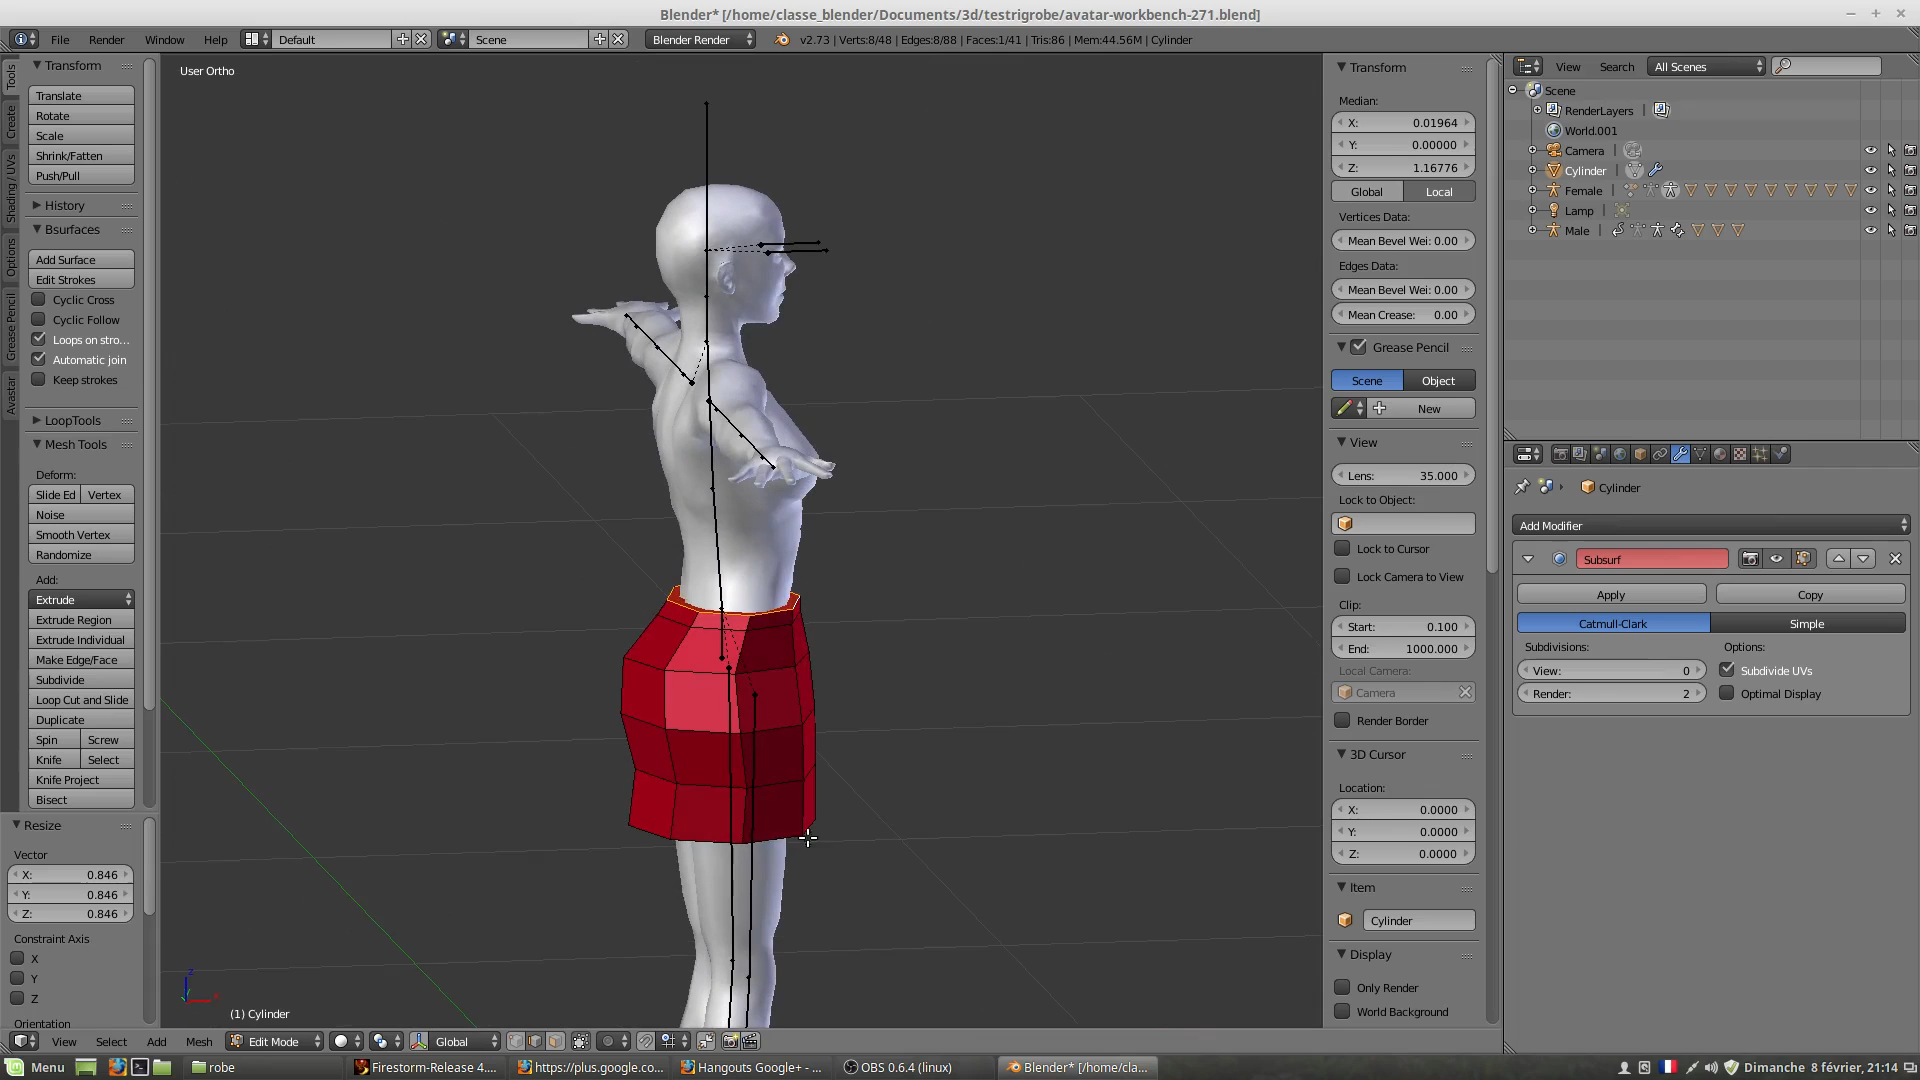 Blender* [/home/classe_blender/Documents/3d/testrigrobe/avatar-workbench-271.blend]
File Render Window Help Default Scene Blender Render v2.73 | Verts:8/48 | Edges:8/88 | Faces:1/41 | Tris:86 | Mem:44.56M | Cylinder
Tools
Create
Shading / UVs
Options
Grease Pencil
Avastar
Transform
Translate
Rotate
Scale
Shrink/Fatten
Push/Pull
History
Bsurfaces
Add Surface
Edit Strokes
Cyclic Cross
Cyclic Follow
Loops on stro...
Automatic join
Keep strokes
LoopTools
Mesh Tools
Deform:
Slide Ed Vertex
Noise
Smooth Vertex
Randomize
Add:
Extrude
Extrude Region
Extrude Individual
Make Edge/Face
Subdivide
Loop Cut and Slide
Duplicate
Spin Screw
Knife Select
Knife Project
Bisect
Resize
Vector
X: 0.846
Y: 0.846
Z: 0.846
Constraint Axis
X
Y
Z
Orientation
User Ortho
(1) Cylinder
View Select Add Mesh Edit Mode Global
Transform
Median:
X: 0.01964
Y: 0.00000
Z: 1.16776
Global Local
Vertices Data:
Mean Bevel Wei: 0.00
Edges Data:
Mean Bevel Wei: 0.00
Mean Crease: 0.00
Grease Pencil
Scene Object
New
View
Lens: 35.000
Lock to Object:
Lock to Cursor
Lock Camera to View
Clip:
Start: 0.100
End: 1000.000
Local Camera:
Camera
Render Border
3D Cursor
Location:
X: 0.0000
Y: 0.0000
Z: 0.0000
Item
Cylinder
Display
Only Render
World Background
View Search All Scenes
Scene
RenderLayers
World.001
Camera
Cylinder
Female
Lamp
Male
Cylinder
Add Modifier
Subsurf
Apply Copy
Catmull-Clark Simple
Subdivisions: Options:
View: 0 Subdivide UVs
Render: 2 Optimal Display
Menu robe Firestorm-Release 4.... https://plus.google.co... Hangouts Google+ - ... OBS 0.6.4 (linux) Blender* [/home/cla... Dimanche 8 février, 21:14